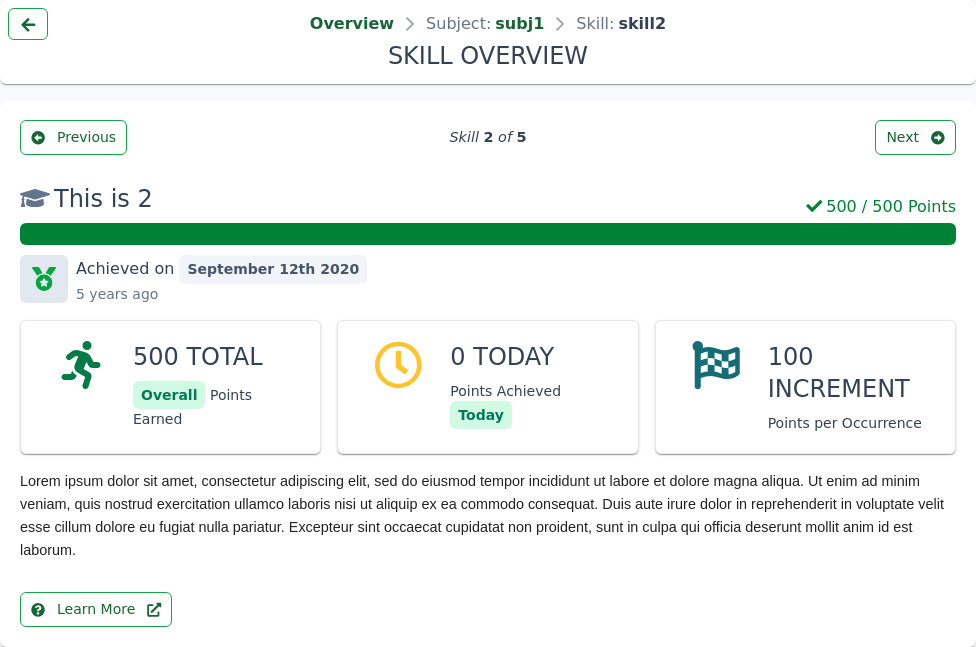 Overview > Subject: subj1 > Skill: skill2
SKILL OVERVIEW
Previous
Skill 2 of 5
Next
This is 2
500 / 500 Points
Achieved on September 12th 2020
5 years ago
500 TOTAL
Overall Points
Earned
0 TODAY
Points Achieved
Today
100
INCREMENT
Points per Occurrence
Lorem ipsum dolor sit amet, consectetur adipiscing elit, sed do eiusmod tempor incididunt ut labore et dolore magna aliqua. Ut enim ad minim
veniam, quis nostrud exercitation ullamco laboris nisi ut aliquip ex ea commodo consequat. Duis aute irure dolor in reprehenderit in voluptate velit
esse cillum dolore eu fugiat nulla pariatur. Excepteur sint occaecat cupidatat non proident, sunt in culpa qui officia deserunt mollit anim id est
laborum.
Learn More